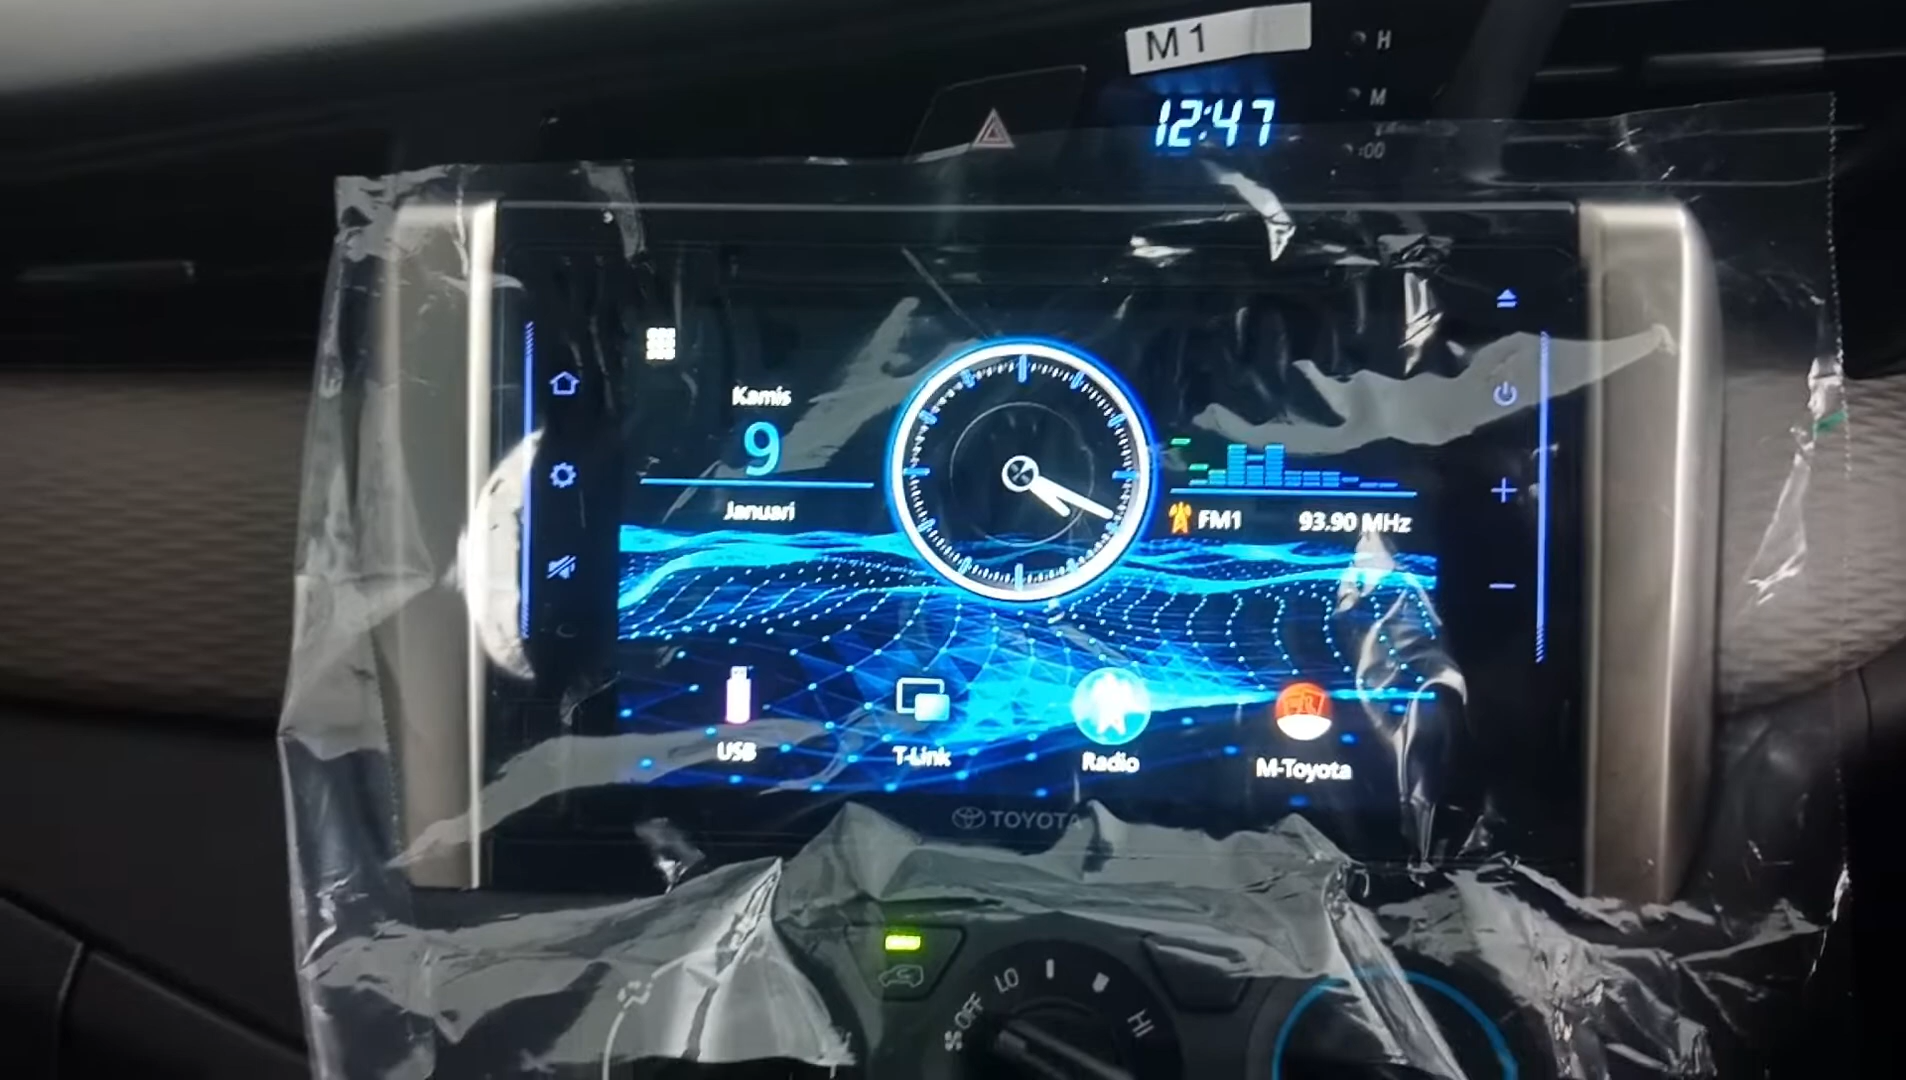 M1
H
12:47
M
:00
Kamis
9
Januari
FM1 93.90 MHz
USB
T-Link
Radio
M-Toyota
TOYOTA
OFF LO HI